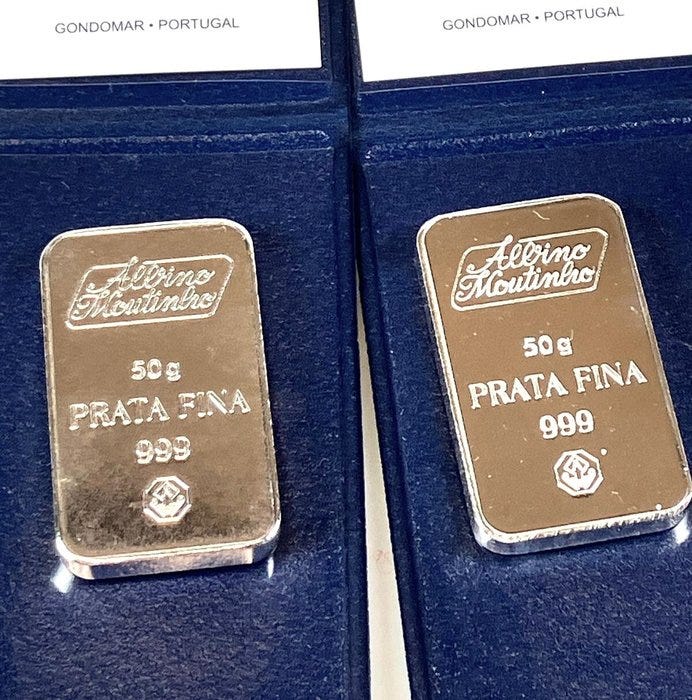 GONDOMAR • PORTUGAL
GONDOMAR • PORTUGAL
Albino
Moutinho
50g
PRATA FINA
999
Albino
Moutinho
50g
PRATA FINA
999